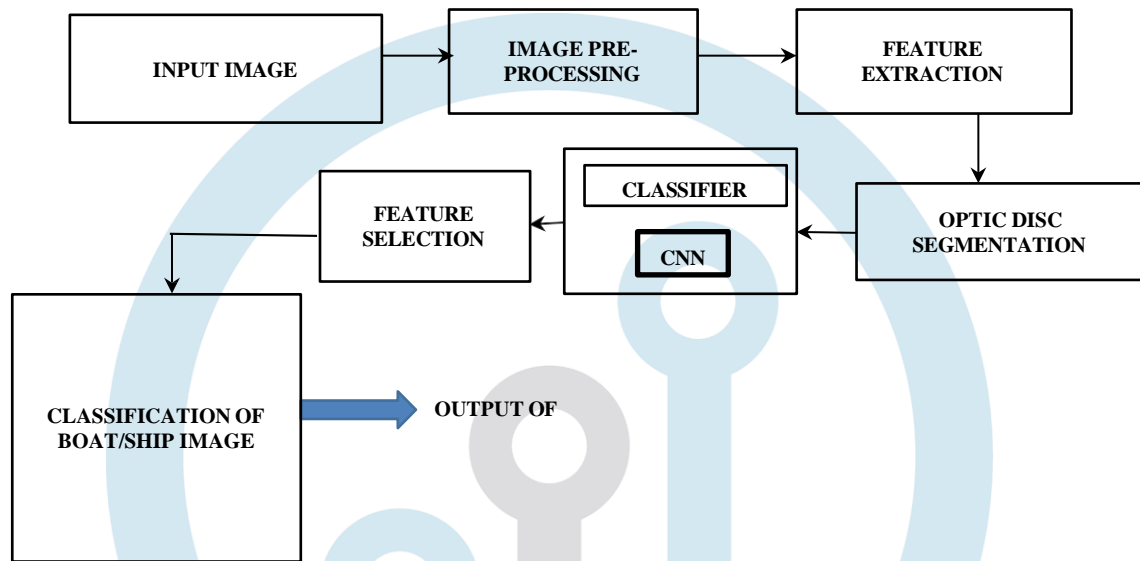 INPUT IMAGE
IMAGE PRE-
PROCESSING
FEATURE
EXTRACTION
OPTIC DISC
SEGMENTATION
CLASSIFIER
CNN
FEATURE
SELECTION
CLASSIFICATION OF
BOAT/SHIP IMAGE
OUTPUT OF